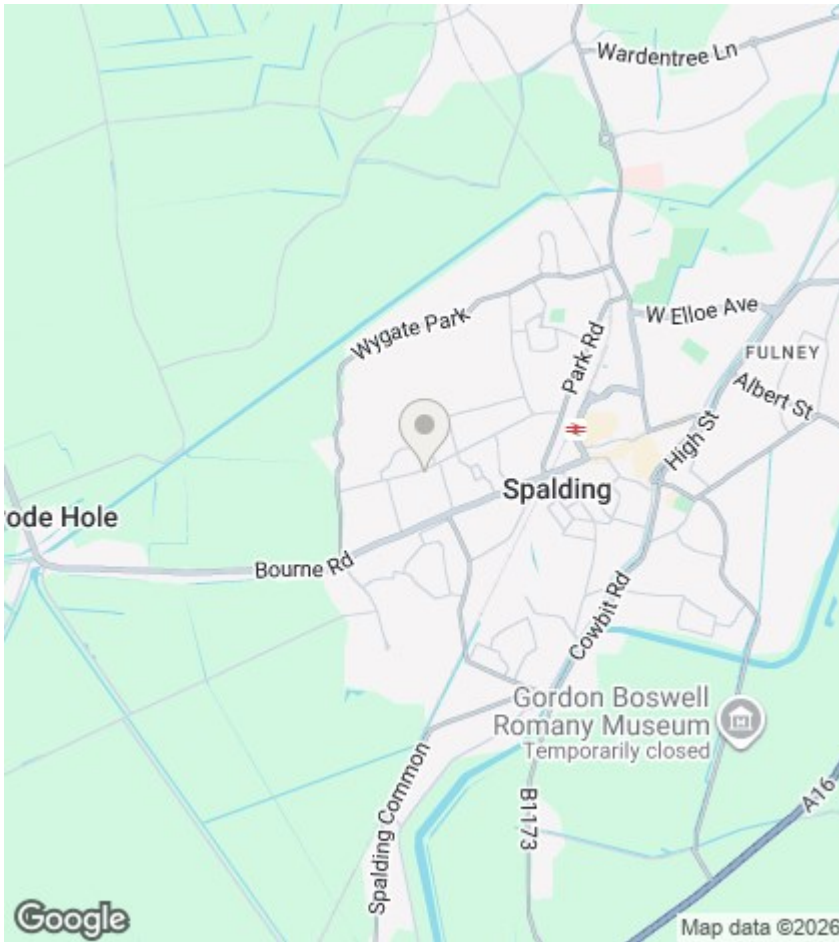 Wardentree Ln
W Elloe Ave
Wygate Park
Park Rd
FULNEY
Albert St
High St
Spalding
rode Hole
Bourne Rd
Cowbit Rd
Gordon Boswell
Romany Museum
Temporarily closed
Spalding Common
B1173
A16
Google
Map data ©2026